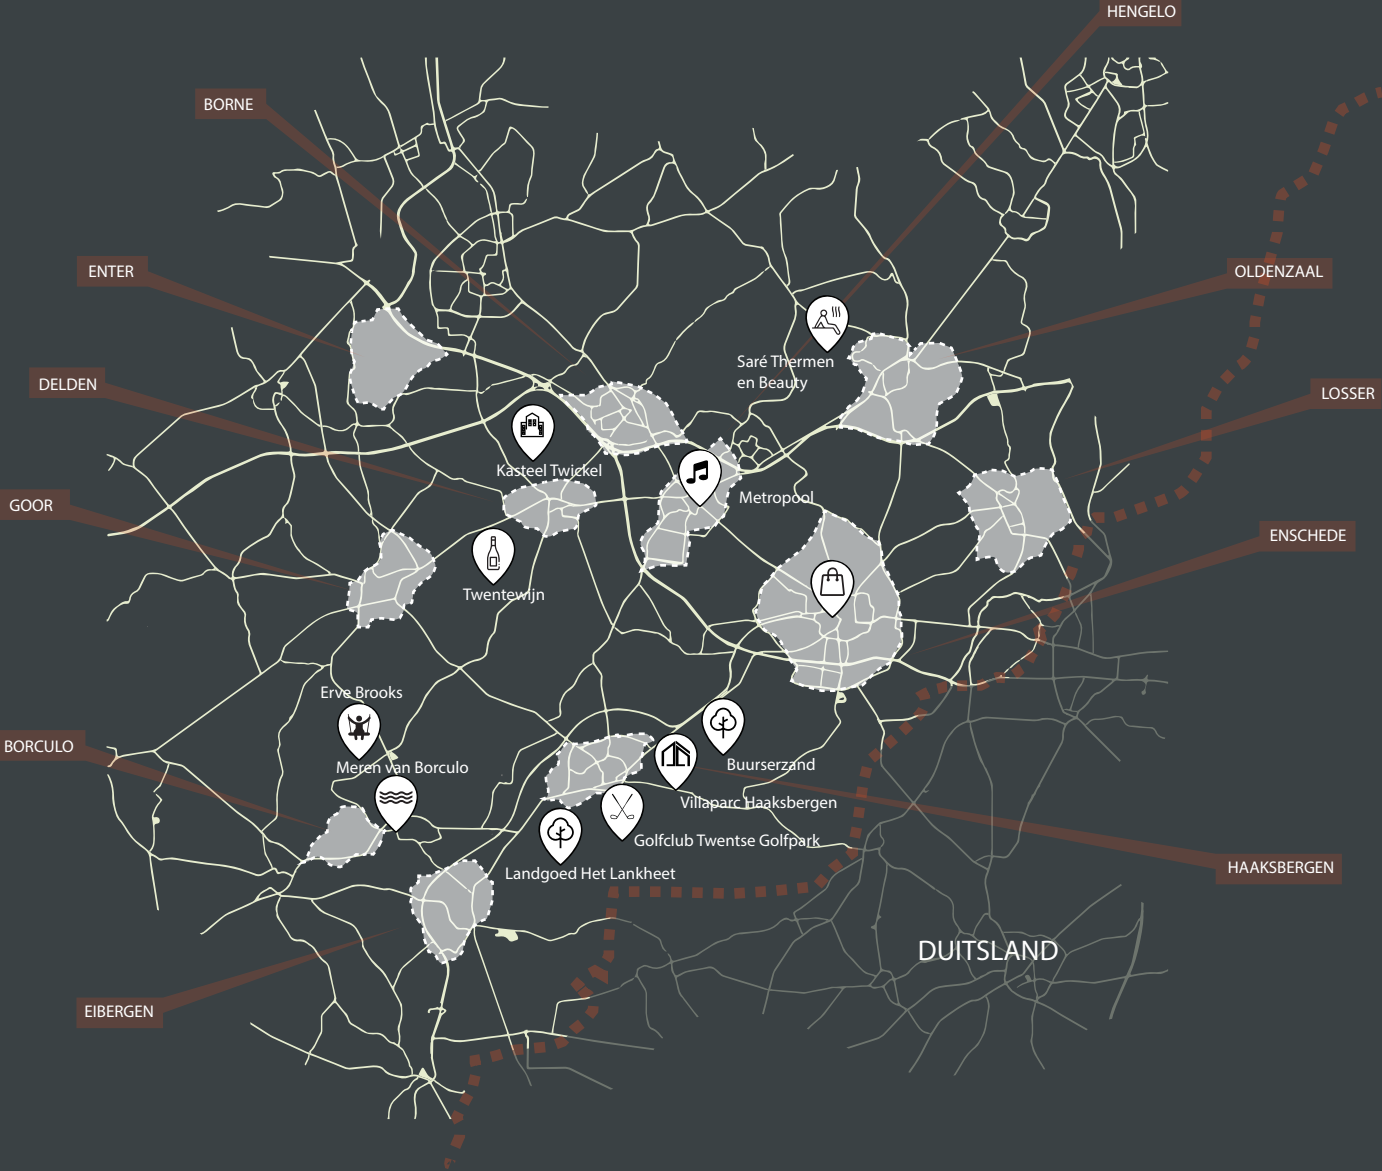 HENGELO
BORNE
ENTER
OLDENZAAL
DELDEN
LOSSER
Saré Thermen
en Beauty
Kasteel Twickel
Metropool
GOOR
ENSCHEDE
Twentewijn
Erve Brooks
BORCULO
Meren van Borculo
Buurserzand
Villaparc Haaksbergen
Golfclub Twentse Golfpark
HAAKSBERGEN
Landgoed Het Lankheet
DUITSLAND
EIBERGEN